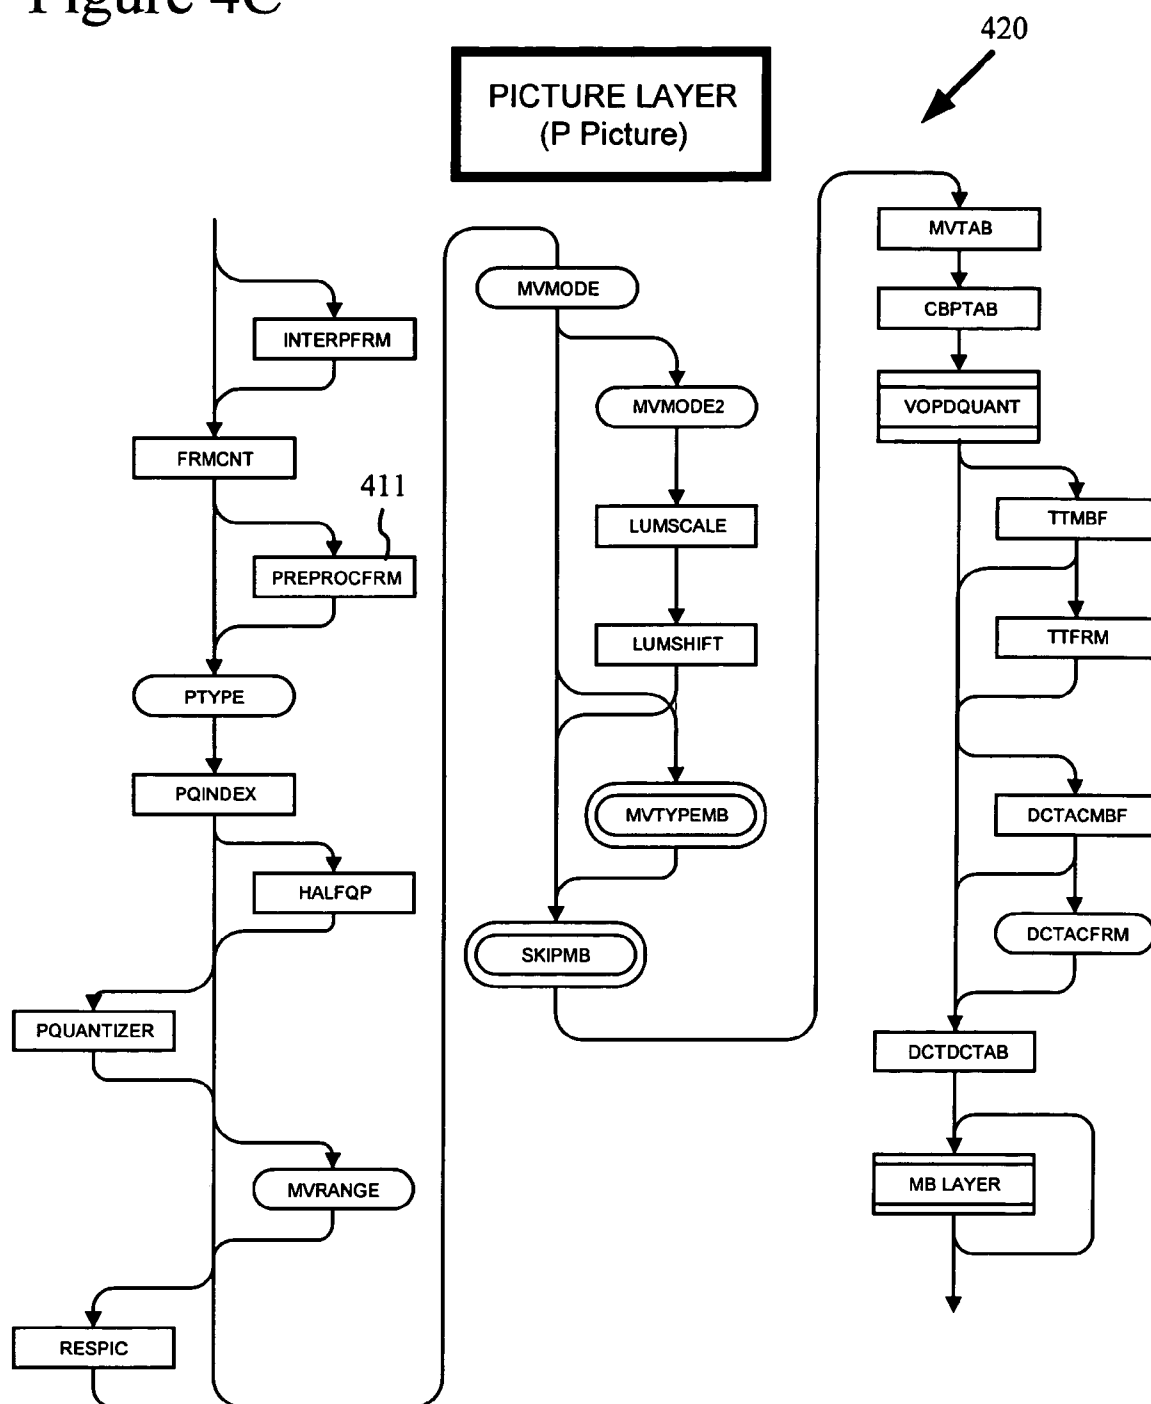 Figure 4C
420
PICTURE LAYER
(P Picture)
INTERPFRM
FRMCNT
411
PREPROCFRM
PTYPE
PQINDEX
HALFQP
PQUANTIZER
MVRANGE
RESPIC
MVMODE
MVMODE2
LUMSCALE
LUMSHIFT
MVTYPEMB
SKIPMB
MVTAB
CBPTAB
VOPDQUANT
TTMBF
TTFRM
DCTACMBF
DCTACFRM
DCTDCTAB
MB LAYER